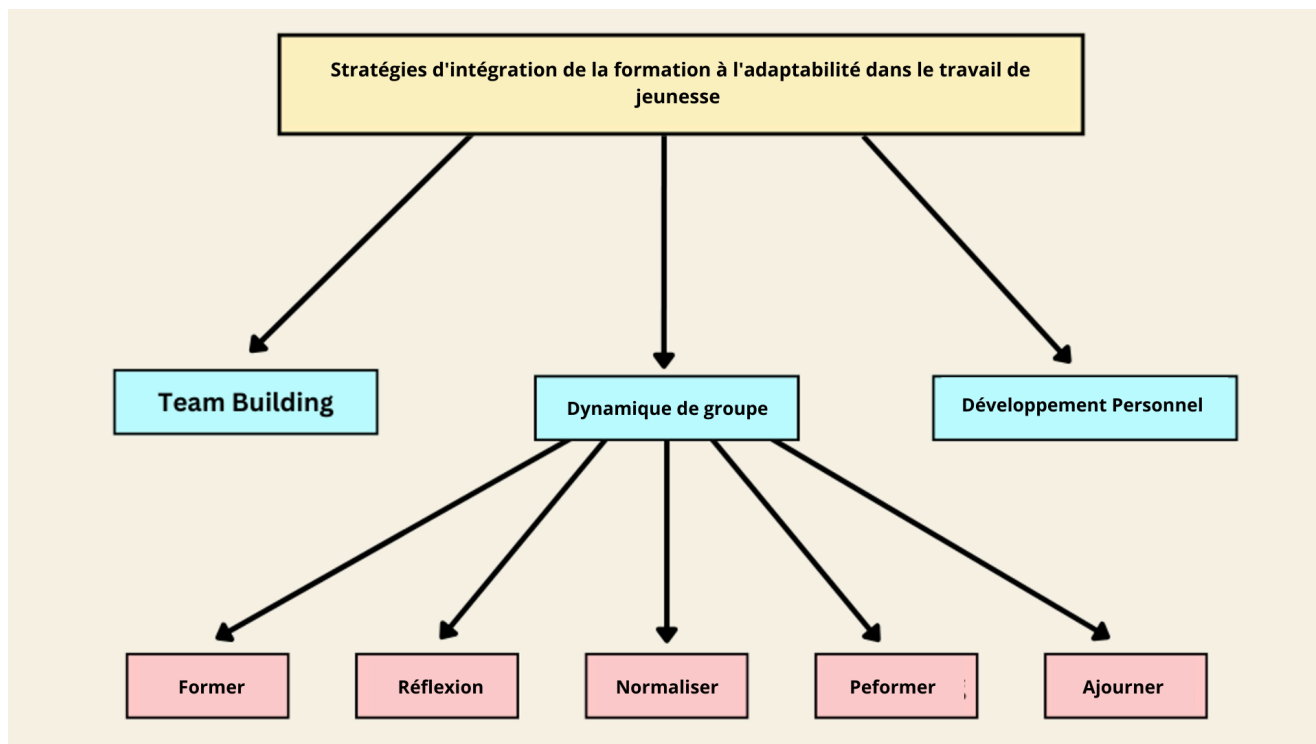 Stratégies d'intégration de la formation à l'adaptabilité dans le travail de
jeunesse
Team Building
Dynamique de groupe
Développement Personnel
Former
Réflexion
Normaliser
Peformer
Ajourner